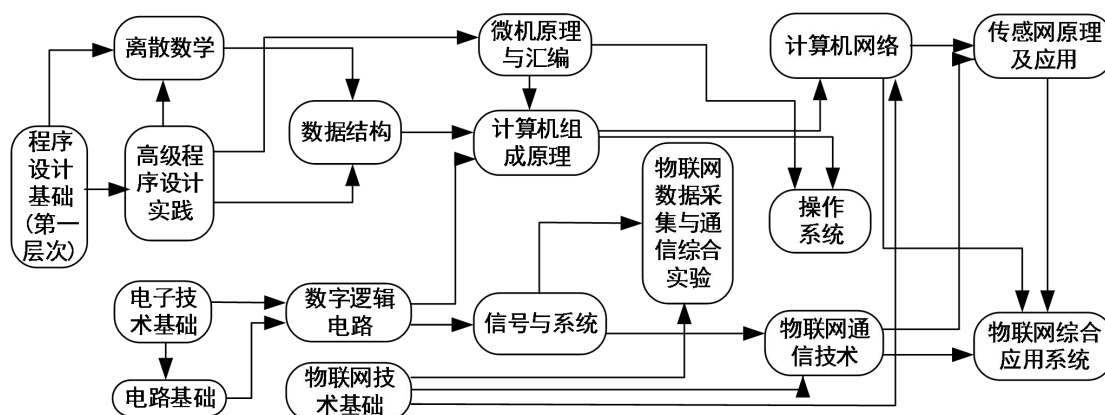 离散数学
微机原理
与汇编
计算机网络
传感网原理
及应用
程序
设计
基础
(第一
层次)
高级程
序设计
实践
数据结构
计算机组
成原理
物联网
数据采
集与通
信综合
实验
操作
系统
电子技
术基础
数字逻辑
电路
信号与系统
物联网通
信技术
物联网综合
应用系统
电路基础
物联网技
术基础